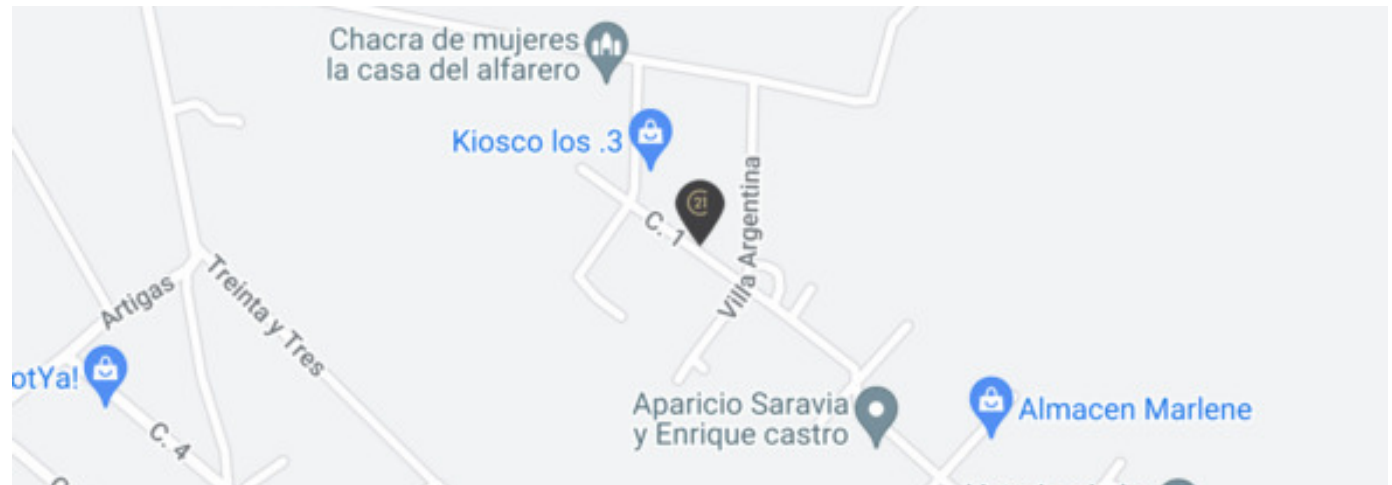 Chacra de mujeres
la casa del alfarero
Kiosco los .3
21
C. 1
Villa Argentina
Artigas
Treinta y Tres
otYa!
C. 4
Aparicio Saravia
y Enrique castro
Almacen Marlene